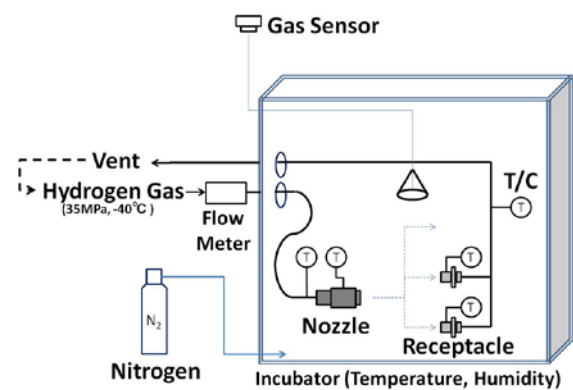 Gas Sensor
Vent
Hydrogen Gas
(35MPa, -40℃)
Flow
Meter
T/C
T
T
T
Nozzle
T
T
Receptacle
N2
Nitrogen
Incubator (Temperature, Humidity)